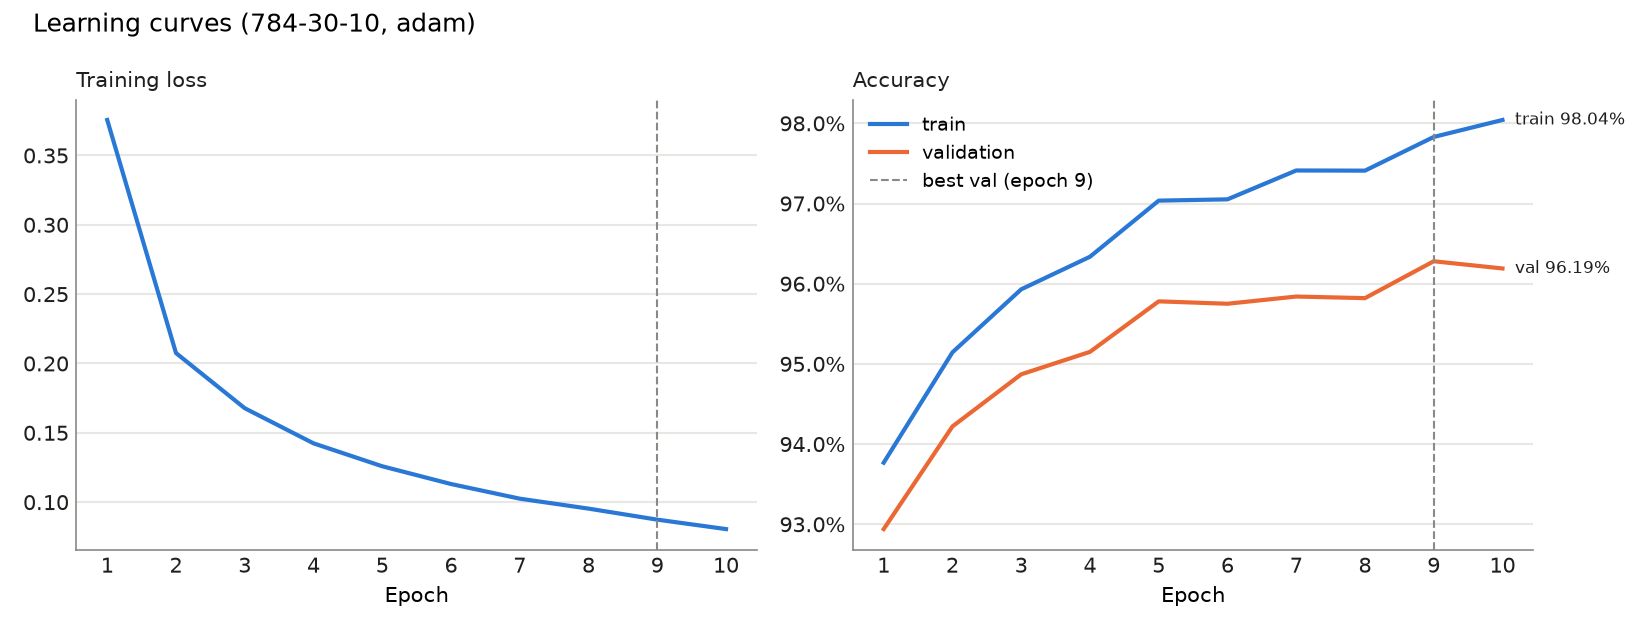 Learning curves (784-30-10, adam)
Training loss
0.35
0.30
0.25
0.20
0.15
0.10
1 2 3 4 5 6 7 8 9 10
Epoch
Accuracy
98.0%
97.0%
96.0%
95.0%
94.0%
93.0%
train
validation
best val (epoch 9)
train 98.04%
val 96.19%
1 2 3 4 5 6 7 8 9 10
Epoch